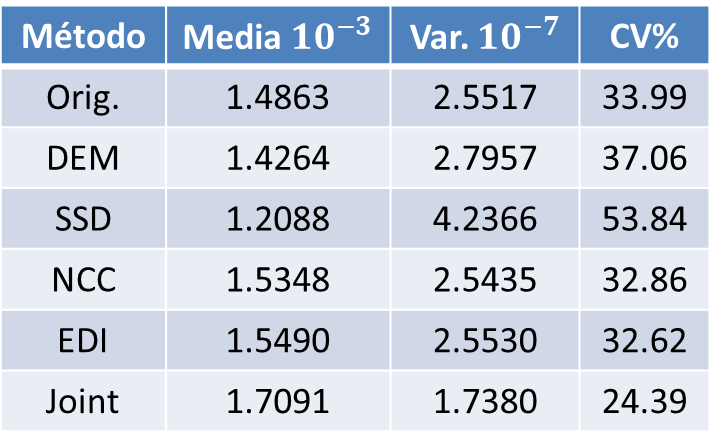 Método Media 10⁻³ Var. 10⁻⁷ CV%
Orig. 1.4863 2.5517 33.99
DEM 1.4264 2.7957 37.06
SSD 1.2088 4.2366 53.84
NCC 1.5348 2.5435 32.86
EDI 1.5490 2.5530 32.62
Joint 1.7091 1.7380 24.39